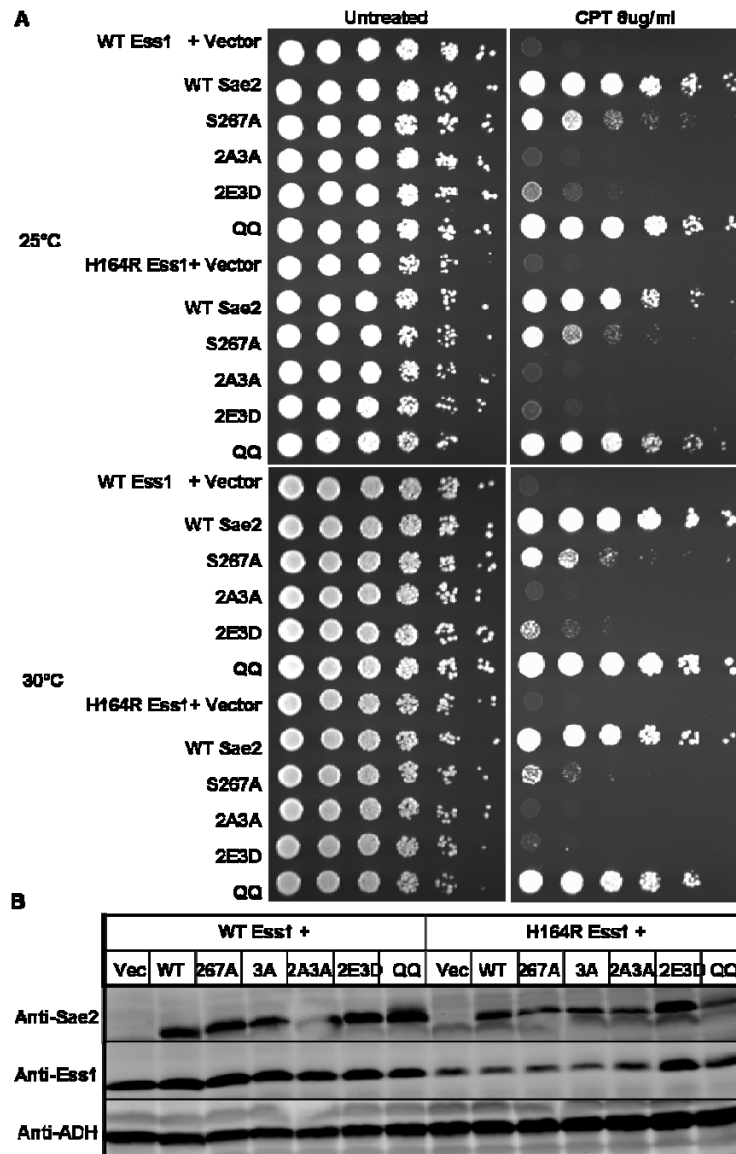 A
Untreated CPT 8ug/ml
WT Ess1 + Vector
WT Sae2
S267A
2A3A
2E3D
QQ
25°C
H164R Ess1+ Vector
WT Sae2
S267A
2A3A
2E3D
QQ
WT Ess1 + Vector
WT Sae2
S267A
2A3A
2E3D
QQ
30°C
H164R Ess1+ Vector
WT Sae2
S267A
2A3A
2E3D
QQ
B
WT Ess1 + H164R Ess1 +
Vec WT 267A 3A 2A3A 2E3D QQ Vec WT 267A 3A 2A3A 2E3D QQ
Anti-Sae2
Anti-Ess1
Anti-ADH